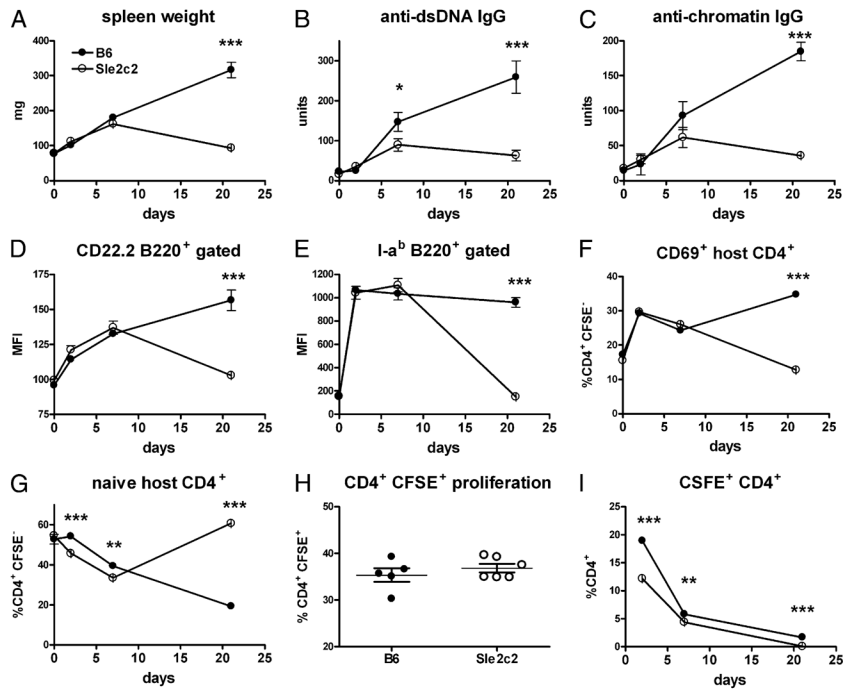 A spleen weight
B6
Sle2c2
***
mg
400
300
200
100
0
0 5 10 15 20 25
days
B anti-dsDNA IgG
*
***
units
300
200
100
0
0 5 10 15 20 25
days
C anti-chromatin IgG
***
units
200
150
100
50
0
0 5 10 15 20 25
days
D CD22.2 B220+ gated
***
MFI
175
150
125
100
75
0 5 10 15 20 25
days
E I-ab B220+ gated
***
MFI
1200
1000
800
600
400
200
0
0 5 10 15 20 25
days
F CD69+ host CD4+
***
%CD4+ CFSE-
40
30
20
10
0
0 5 10 15 20 25
days
G naive host CD4+
***
**
***
%CD4+ CFSE-
60
40
20
0
0 5 10 15 20 25
days
H CD4+ CFSE+ proliferation
% CD4+ CFSE+
50
40
30
20
B6 Sle2c2
I CSFE+ CD4+
***
**
***
%CD4+
25
20
15
10
5
0
0 5 10 15 20 25
days